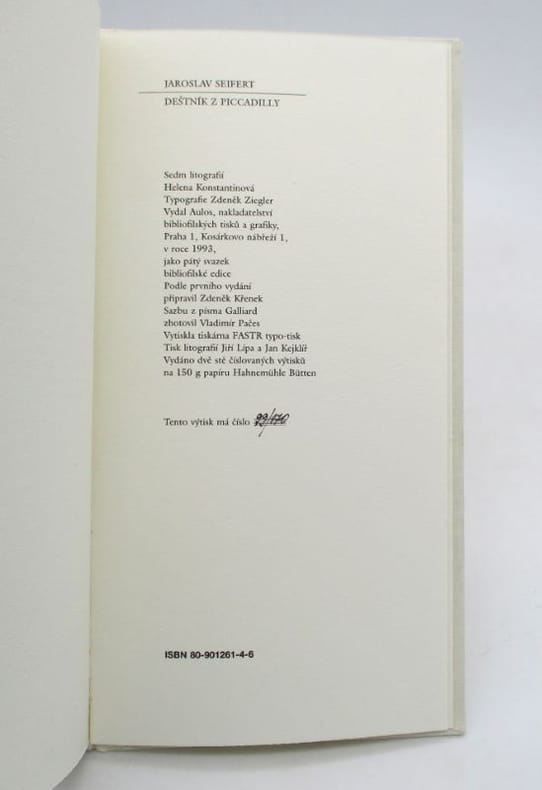 JAROSLAV SEIFERT
DEŠTNÍK Z PICCADILLY
Sedm litografií
Helena Konstantinová
Typografie Zdeněk Ziegler
Vydal Aulos, nakladatelství
bibliofilských tisků a grafiky,
Praha 1, Kosárkovo nábřeží 1,
v roce 1993,
jako pátý svazek
bibliofilské edice
Podle prvního vydání
připravil Zdeněk Křenek
Sazbu z písma Galliard
zhotovil Vladimír Pačes
Vytiskla tiskárna FASTR typo-tisk
Tisk litografií Jiří Lípa a Jan Kejklíř
Vydáno dvě stě číslovaných výtisků
na 150 g papíru Hahnemühle Bütten
Tento výtisk má číslo
ISBN 80-901261-4-6